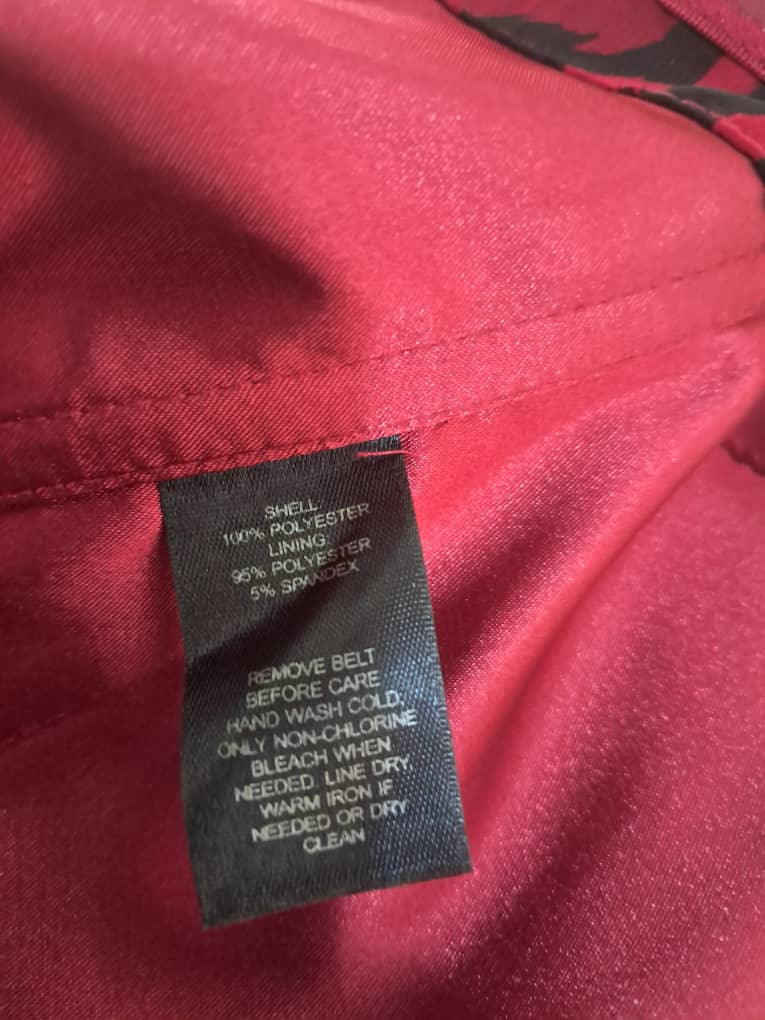 SHELL:
100% POLYESTER
LINING:
95% POLYESTER
5% SPANDEX
REMOVE BELT
BEFORE CARE
HAND WASH COLD,
ONLY NON-CHLORINE
BLEACH WHEN
NEEDED. LINE DRY,
WARM IRON IF
NEEDED OR DRY
CLEAN